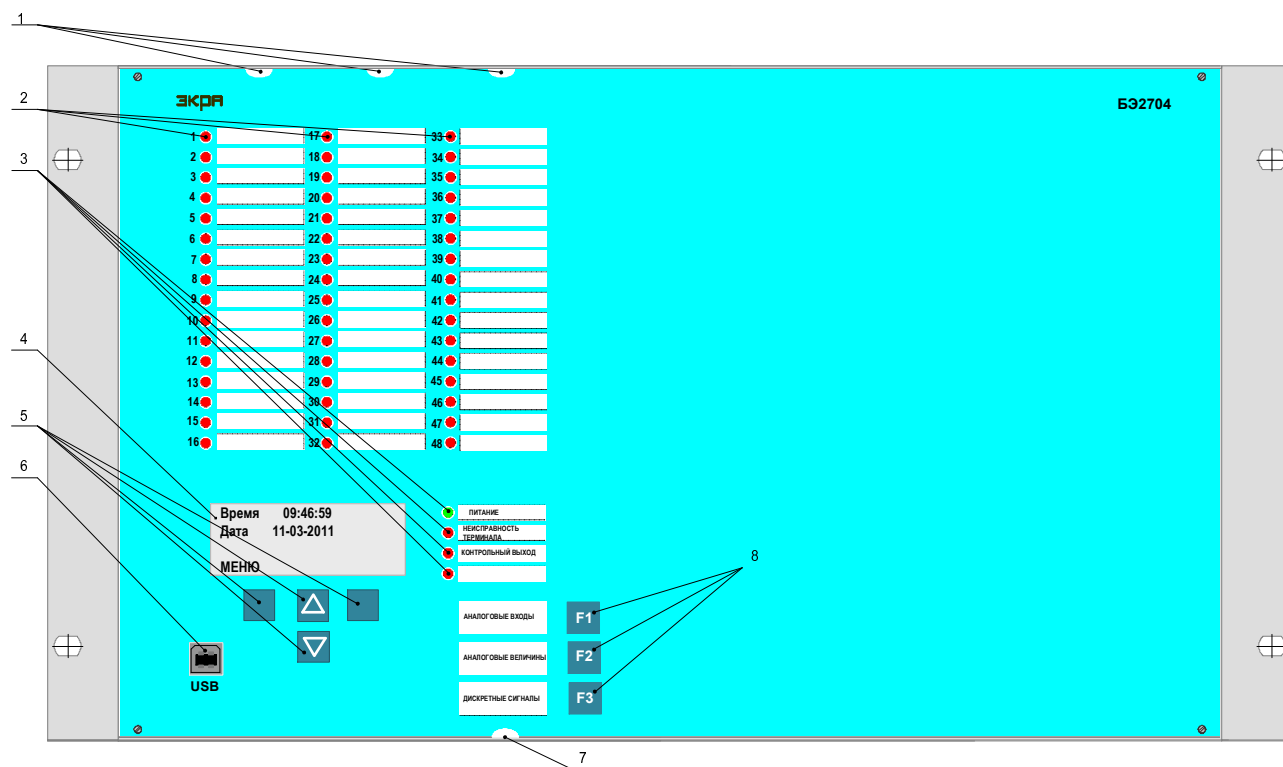 1
2
3
4
5
6
7
8
ЭКРА
БЭ2704
1 17 33
2 18 34
3 19 35
4 20 36
5 21 37
6 22 38
7 23 39
8 24 40
9 25 41
10 26 42
11 27 43
12 28 44
13 29 45
14 30 46
15 31 47
16 32 48
Время 09:46:59
Дата 11-03-2011
МЕНЮ
ПИТАНИЕ
НЕИСПРАВНОСТЬ
ТЕРМИНАЛА
КОНТРОЛЬНЫЙ ВЫХОД
АНАЛОГОВЫЕ ВХОДЫ F1
АНАЛОГОВЫЕ ВЕЛИЧИНЫ F2
ДИСКРЕТНЫЕ СИГНАЛЫ F3
USB